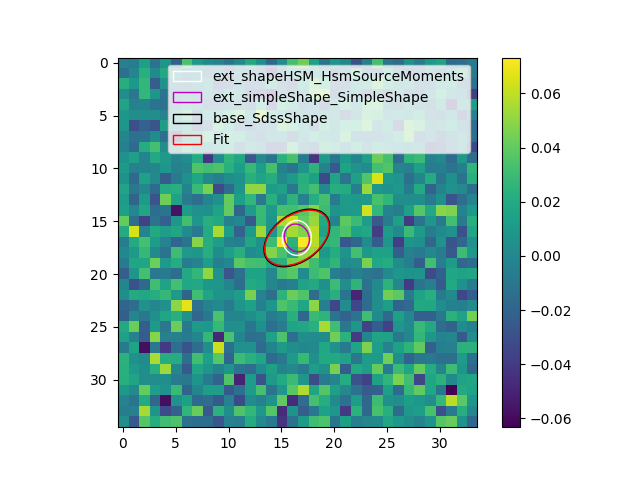 ext_shapeHSM_HsmSourceMoments
ext_simpleShape_SimpleShape
base_SdssShape
Fit
0
5
10
15
20
25
30
0 5 10 15 20 25 30
0.06
0.04
0.02
0.00
−0.02
−0.04
−0.06